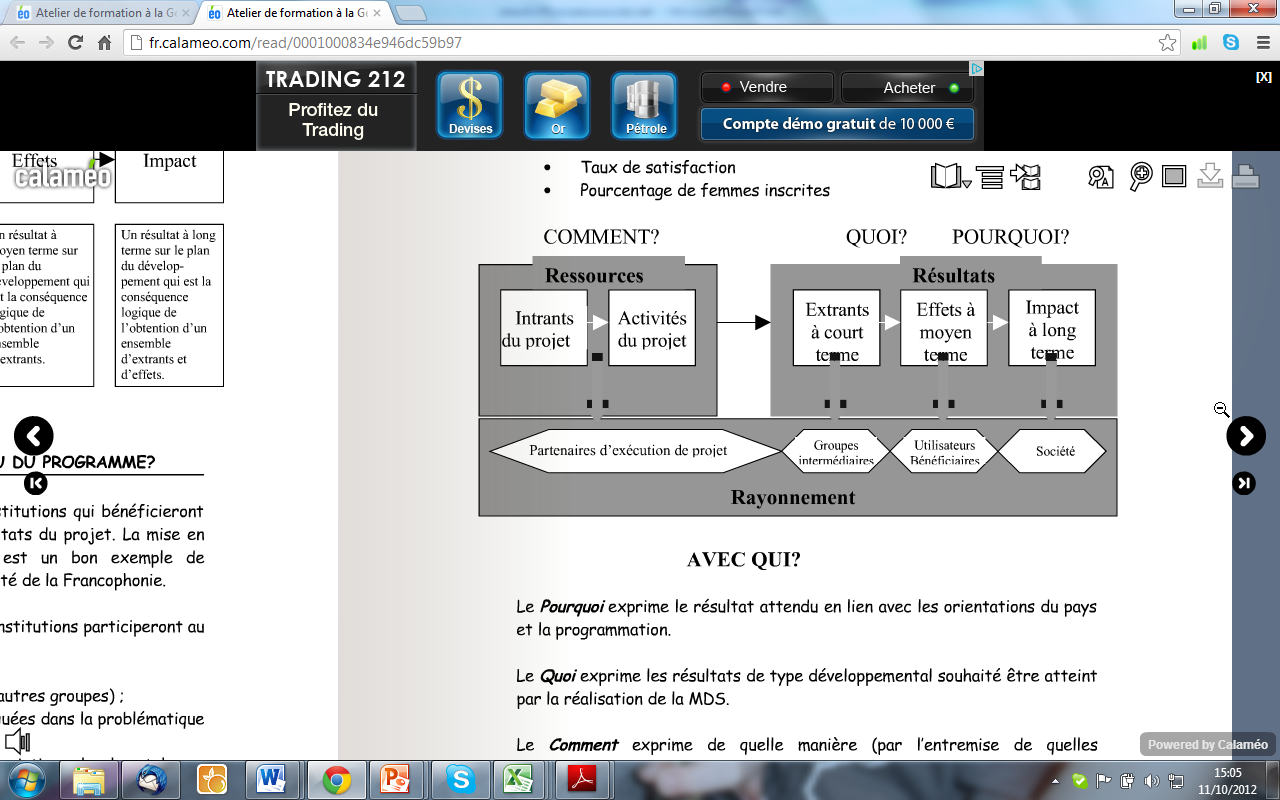 Atelier de formation à la Ge
Atelier de formation à la Ge
fr.calameo.com/read/0001000834e946dc59b97
TRADING 212
Profitez du
Trading
Devises
Or
Pétrole
Vendre
Acheter
Compte démo gratuit de 10 000 €
[X]
Effets
Impact
calaméo
résultat à
moyen terme sur
plan du
développement qui
la conséquence
logique de
l'obtention d'un
ensemble
d'extrants.
Un résultat à long
terme sur le plan
du dévelop-
pement qui est la
conséquence
logique de
l'obtention d'un
ensemble
d'extrants et
d'effets.
U DU PROGRAMME?
stitutions qui bénéficieront
tats du projet. La mise en
est un bon exemple de
té de la Francophonie.
nstitutions participeront au
autres groupes) ;
uées dans la problématique
• Taux de satisfaction
• Pourcentage de femmes inscrites
COMMENT?
QUOI?
POURQUOI?
Ressources
Résultats
Intrants
du projet
Activités
du projet
Extrants
à court
terme
Effets à
moyen
terme
Impact
à long
terme
Partenaires d'exécution de projet
Groupes
intermédiaires
Utilisateurs
Bénéficiaires
Société
Rayonnement
AVEC QUI?
Le Pourquoi exprime le résultat attendu en lien avec les orientations du pays
et la programmation.
Le Quoi exprime les résultats de type développemental souhaité être atteint
par la réalisation de la MDS.
Le Comment exprime de quelle manière (par l'entremise de quelles
Powered by Calaméo
15:05
11/10/2012